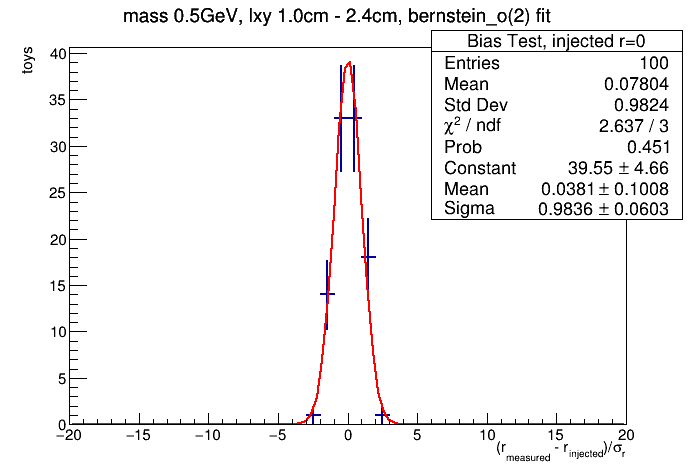 mass 0.5GeV, lxy 1.0cm - 2.4cm, bernstein_o(2) fit
toys
Bias Test, injected r=0
Entries 100
Mean 0.07804
Std Dev 0.9824
χ² / ndf 2.637 / 3
Prob 0.451
Constant 39.55 ± 4.66
Mean 0.0381 ± 0.1008
Sigma 0.9836 ± 0.0603
40
35
30
25
20
15
10
5
0
−20 −15 −10 −5 0 5 10 15 20
(r_measured - r_injected)/σ_r